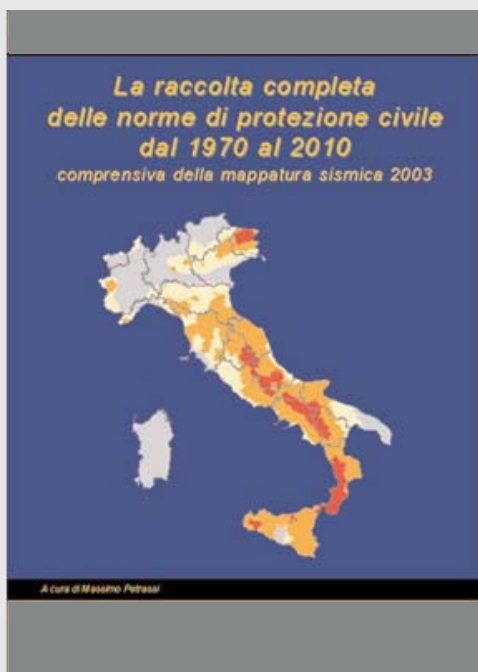 La raccolta completa
delle norme di protezione civile
dal 1970 al 2010
comprensiva della mappatura sismica 2003
A cura di Massimo Petrassi